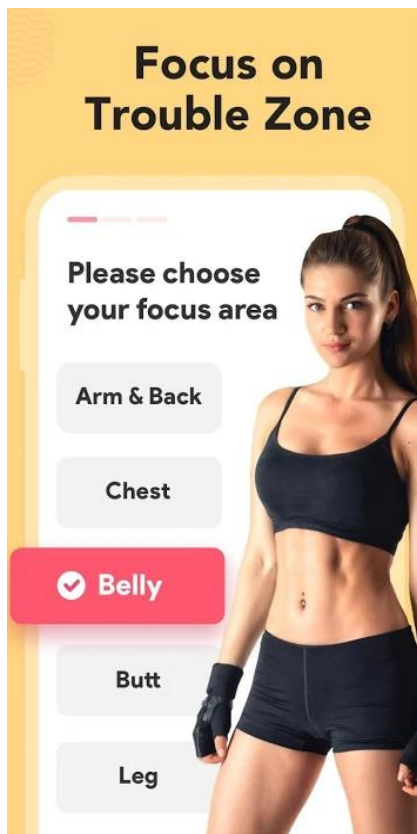 Focus on
Trouble Zone
Please choose
your focus area
Arm & Back
Chest
Belly
Butt
Leg